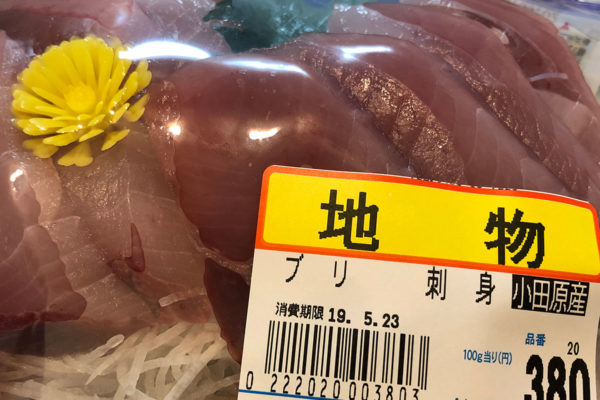 地物
ブリ 刺身 小田原産
消費期限 19. 5.23
品番 20
100g当り(円) 380
0 222020 003803